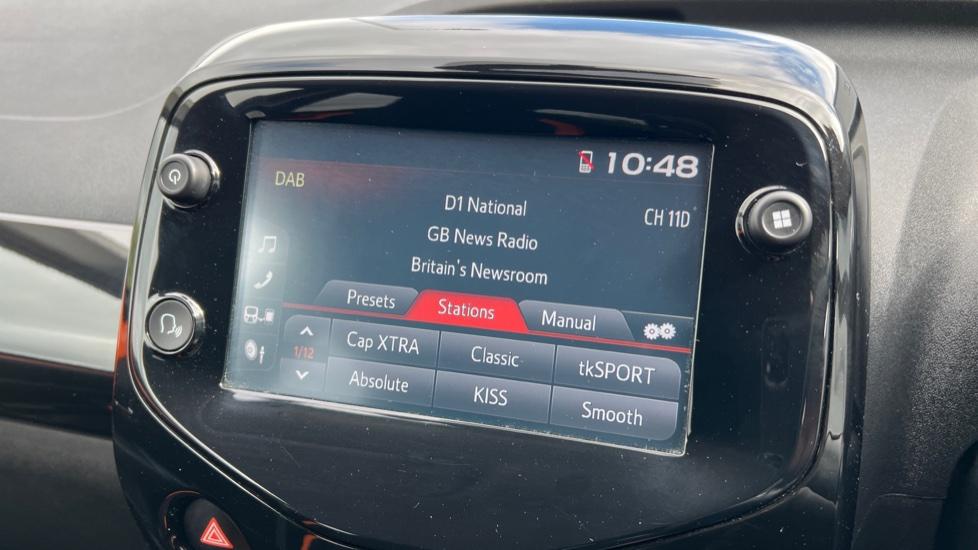 10:48
DAB
D1 National
CH 11D
GB News Radio
Britain's Newsroom
Presets Stations Manual
Cap XTRA Classic tkSPORT
1/12
Absolute KISS Smooth